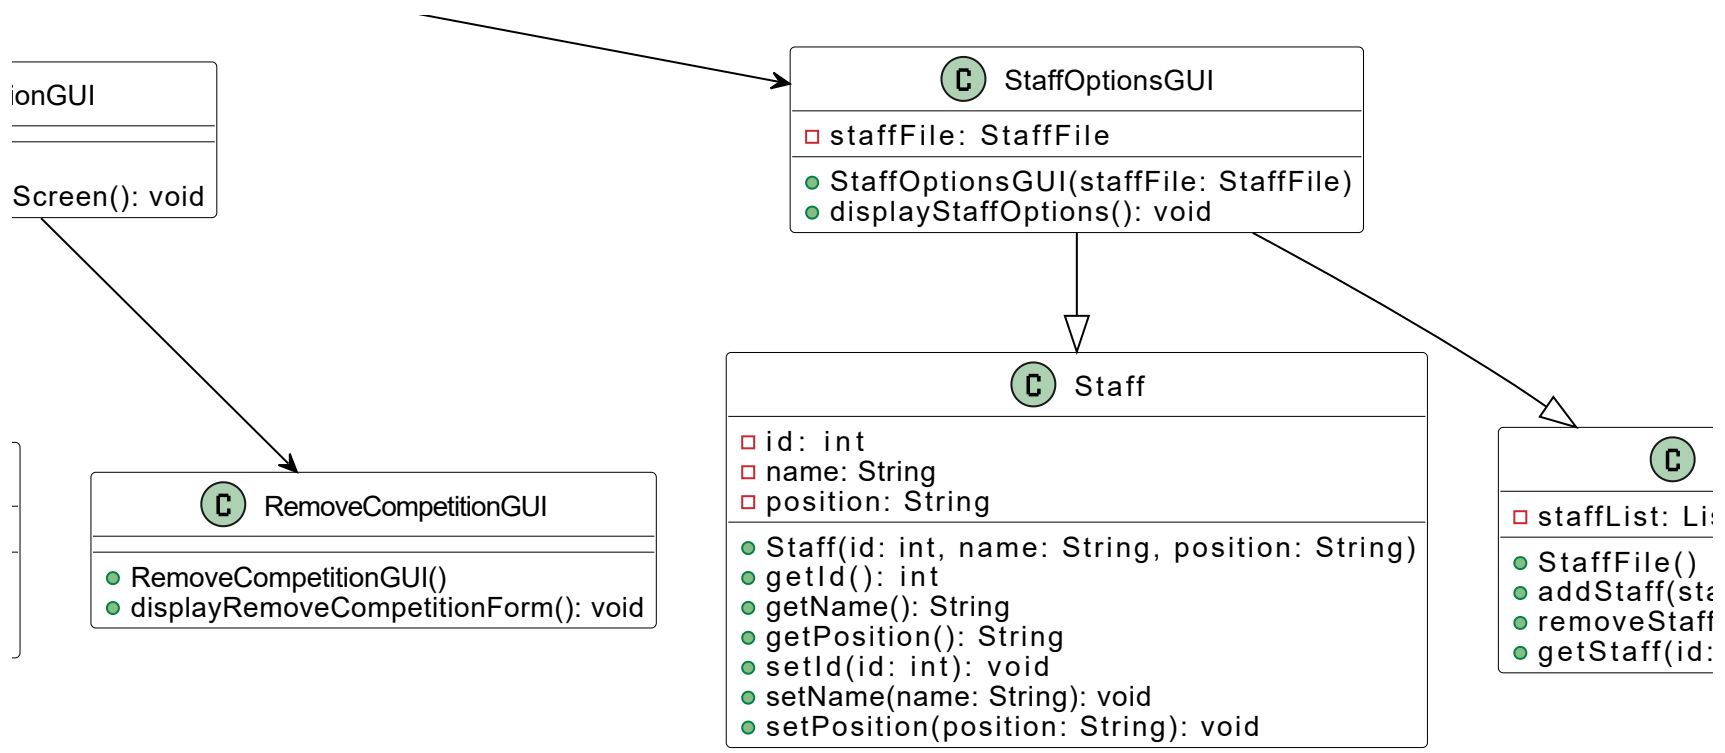 StaffOptionsGUI
staffFile: StaffFile
StaffOptionsGUI(staffFile: StaffFile)
displayStaffOptions(): void
ionGUI
Screen(): void
C RemoveCompetitionGUI
RemoveCompetitionGUI()
displayRemoveCompetitionForm(): void
C Staff
id: int
name: String
position: String
Staff(id: int, name: String, position: String)
getId(): int
getName(): String
getPosition(): String
setId(id: int): void
setName(name: String): void
setPosition(position: String): void
C
staffList: Lis
StaffFile()
addStaff(sta
removeStaff
getStaff(id: